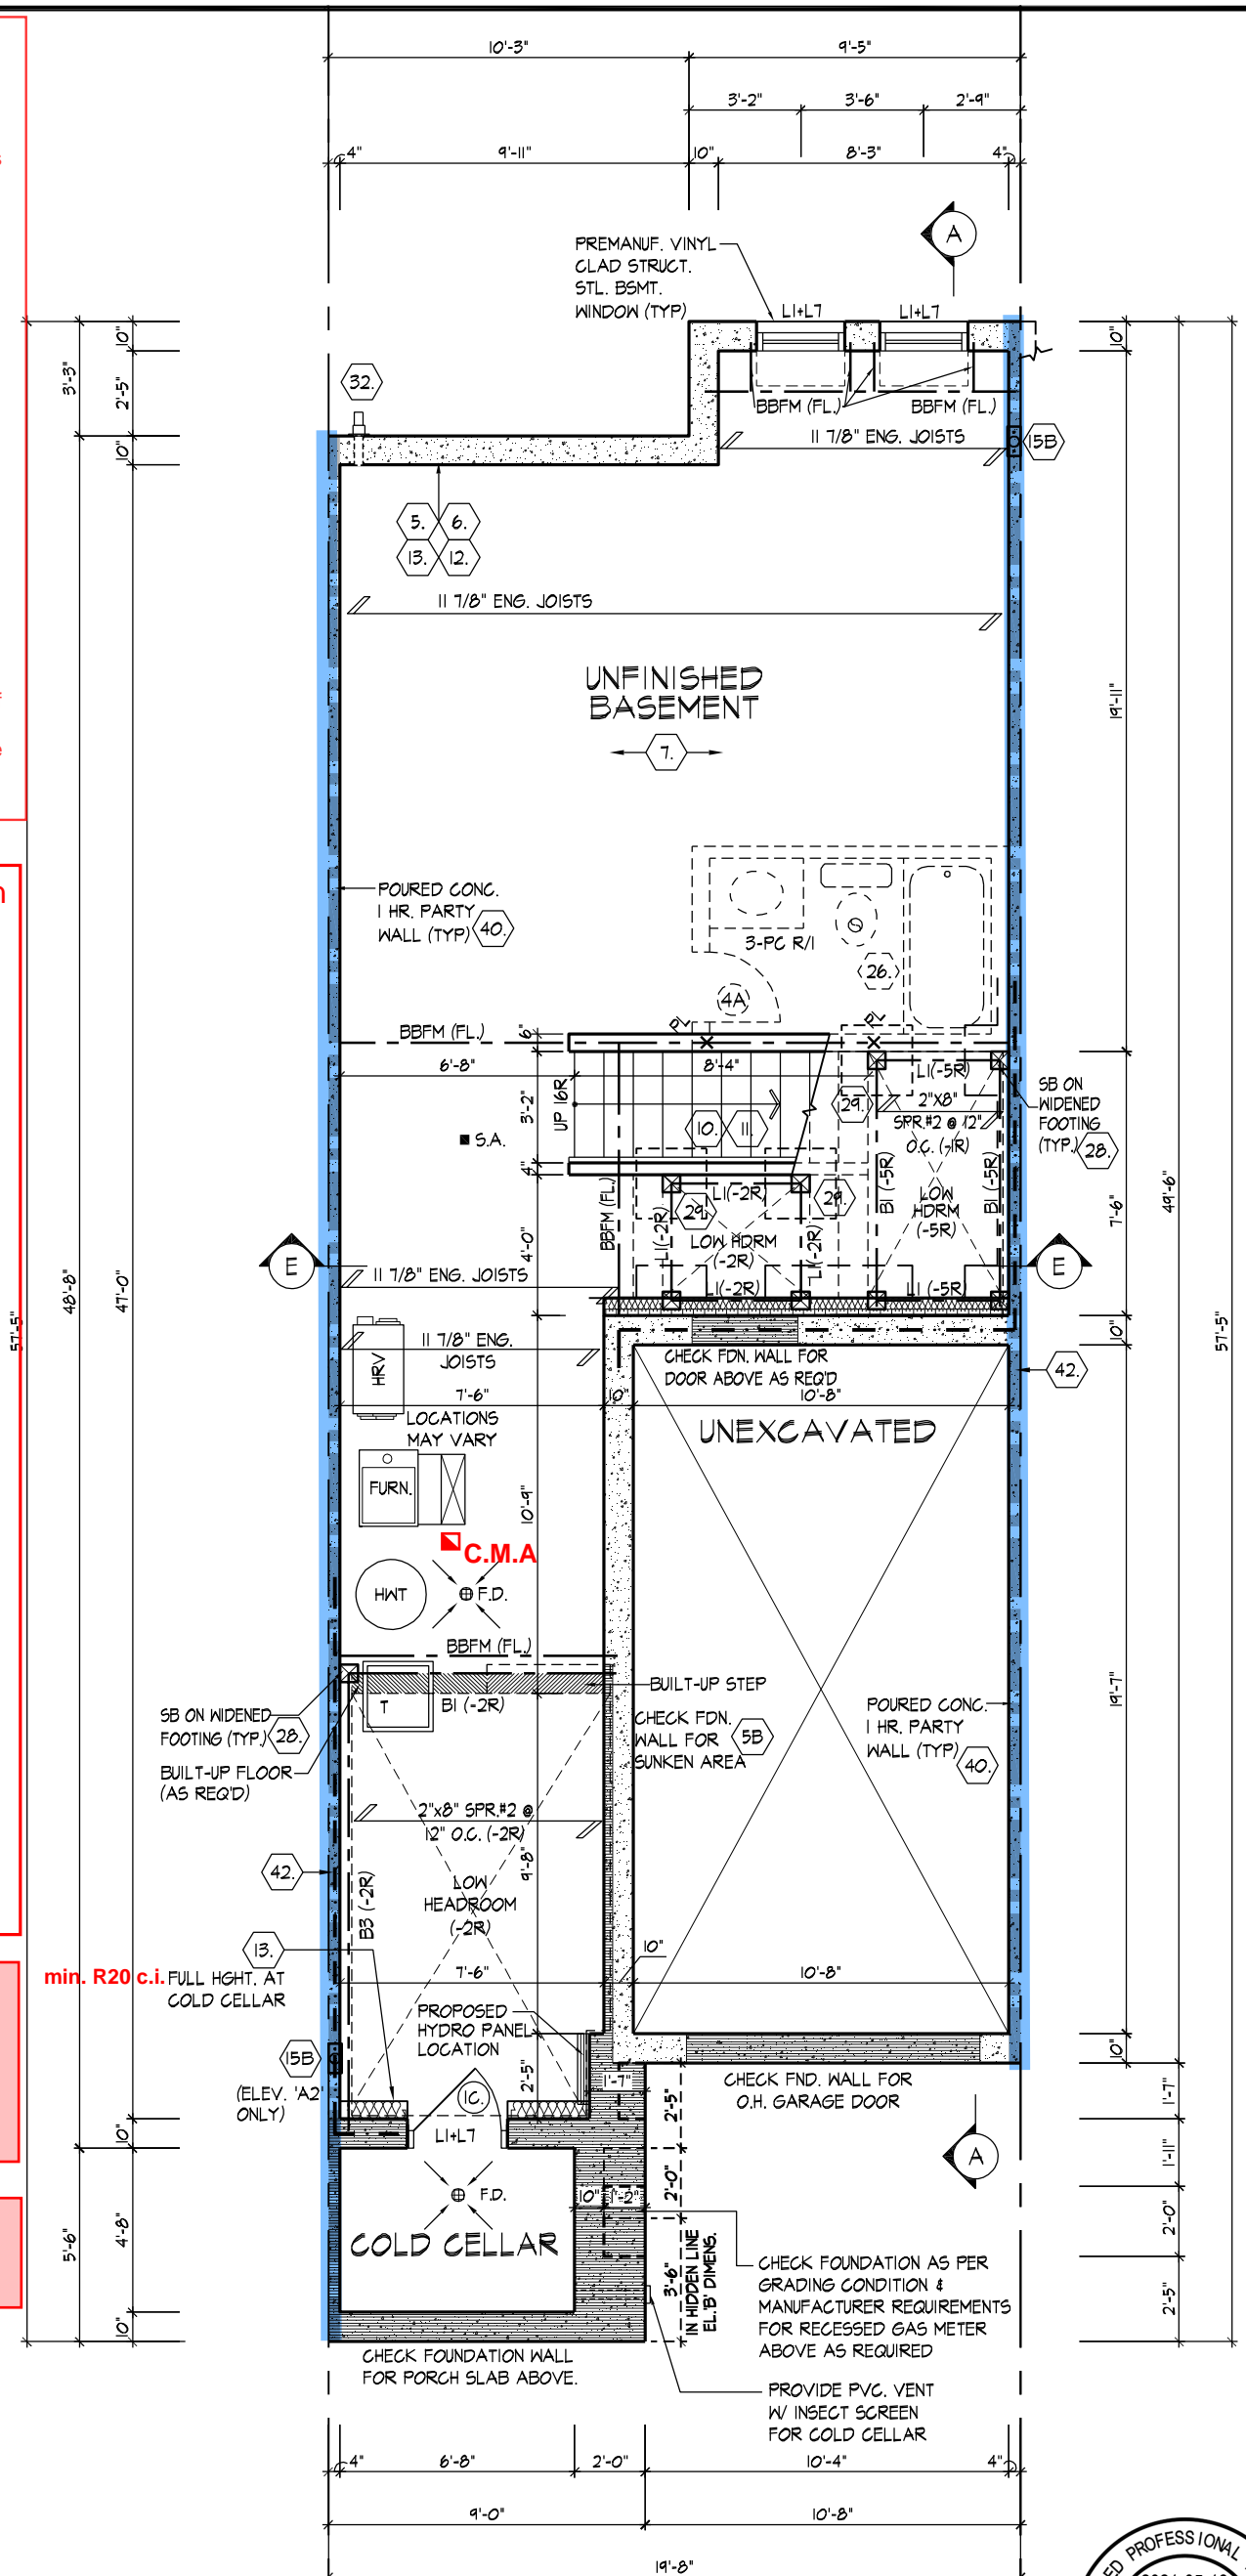 10'-3"
9'-5"
3'-2"
3'-6"
2'-9"
4"
9'-11"
10"
8'-3"
4"
A
PREMANUF. VINYL
CLAD STRUCT.
STL. BSMT.
WINDOW (TYP)
L1+L7
L1+L7
10"
3'-3"
2'-5"
10"
10"
32.
BBFM (FL.)
BBFM (FL.)
11 7/8" ENG. JOISTS
15B
5.
6.
13.
12.
11 7/8" ENG. JOISTS
UNFINISHED
BASEMENT
7.
19'-11"
POURED CONC.
1 HR. PARTY
WALL (TYP)
40.
3-PC R/I
26.
4A
BBFM (FL.)
6"
PL
PL
6'-8"
8'-4"
L1(-5R)
SB ON
WIDENED
FOOTING
(TYP.)
28.
2"X8"
SPR.#2 @ 12"
O.C. (-1R)
UP 16R
3'-2"
10.
11.
29.
S.A.
4"
BBFM (FL.)
L1(-2R)
29.
29.
B1 (-5R)
B1 (-5R)
LOW
HDRM
(-5R)
49'-6"
7'-6"
4'-0"
L1(-2R)
LOW HDRM
(-2R)
L1(-2R)
L1(-2R)
L1 (-5R)
E
E
48'-8"
47'-0"
57'-5"
57'-5"
11 7/8" ENG. JOISTS
HRV
11 7/8" ENG.
JOISTS
10"
CHECK FDN. WALL FOR
DOOR ABOVE AS REQ'D
42.
7'-6"
10"
10'-8"
LOCATIONS
MAY VARY
UNEXCAVATED
FURN.
10'-9"
C.M.A
HWT
F.D.
BBFM (FL.)
BUILT-UP STEP
T
B1 (-2R)
SB ON WIDENED
FOOTING (TYP.)
28.
CHECK FDN.
WALL FOR
SUNKEN AREA
5B
POURED CONC.
1 HR. PARTY
WALL (TYP)
40.
19'-7"
BUILT-UP FLOOR
(AS REQ'D)
2"x8" SPR.#2 @
12" O.C. (-2R)
9'-8"
42.
LOW
HEADROOM
(-2R)
B3 (-2R)
13.
10"
min. R20 c.i.
FULL HGHT. AT
COLD CELLAR
7'-6"
10'-8"
PROPOSED
HYDRO PANEL
LOCATION
15B
(ELEV. 'A2'
ONLY)
2'-5"
1'-7"
1C.
L1+L7
CHECK FND. WALL FOR
O.H. GARAGE DOOR
10"
1'-7"
2'-5"
10"
A
1'-11"
F.D.
COLD CELLAR
10"
1'-2"
2'-0"
2'-0"
5'-6"
4'-8"
3'-6"
IN HIDDEN LINE
EL.'B' DIMENS.
CHECK FOUNDATION AS PER
GRADING CONDITION &
MANUFACTURER REQUIREMENTS
FOR RECESSED GAS METER
ABOVE AS REQUIRED
2'-5"
10"
CHECK FOUNDATION WALL
FOR PORCH SLAB ABOVE.
PROVIDE PVC. VENT
W/ INSECT SCREEN
FOR COLD CELLAR
4"
6'-8"
2'-0"
10'-4"
4"
9'-0"
10'-8"
19'-8"
PROFESSIONAL